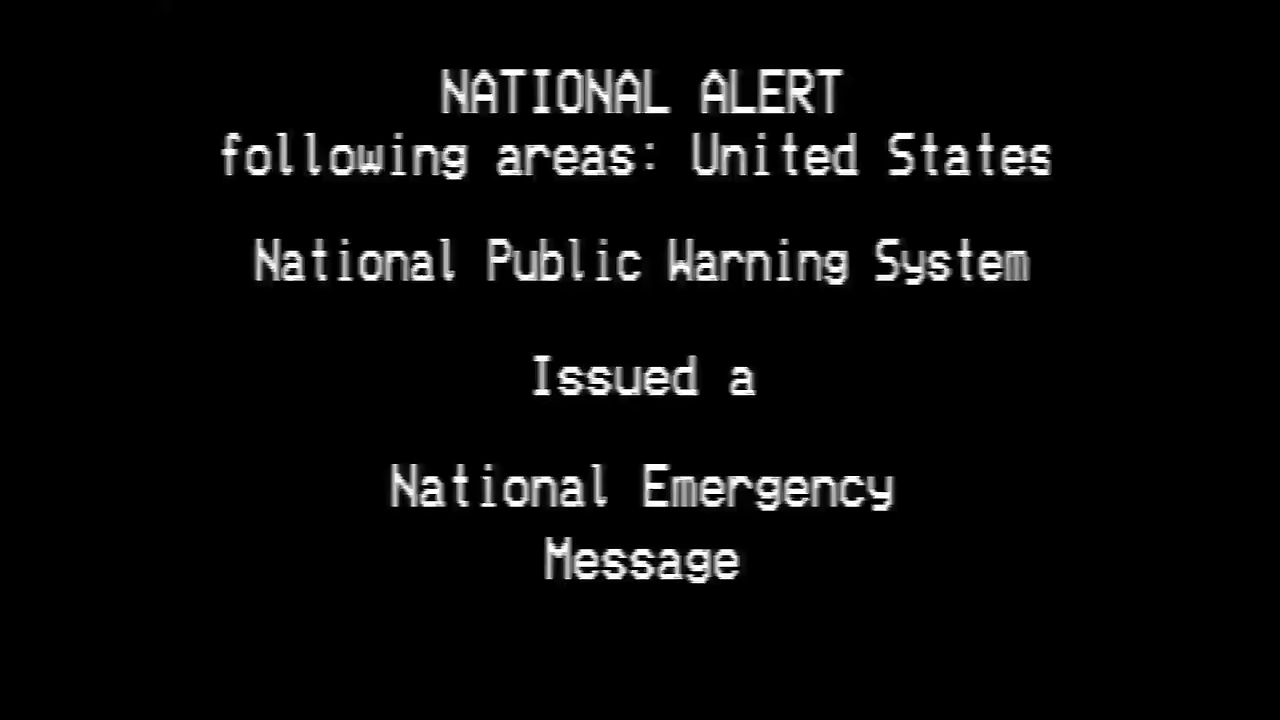 NATIONAL ALERT
following areas: United States
National Public Warning System
Issued a
National Emergency
Message